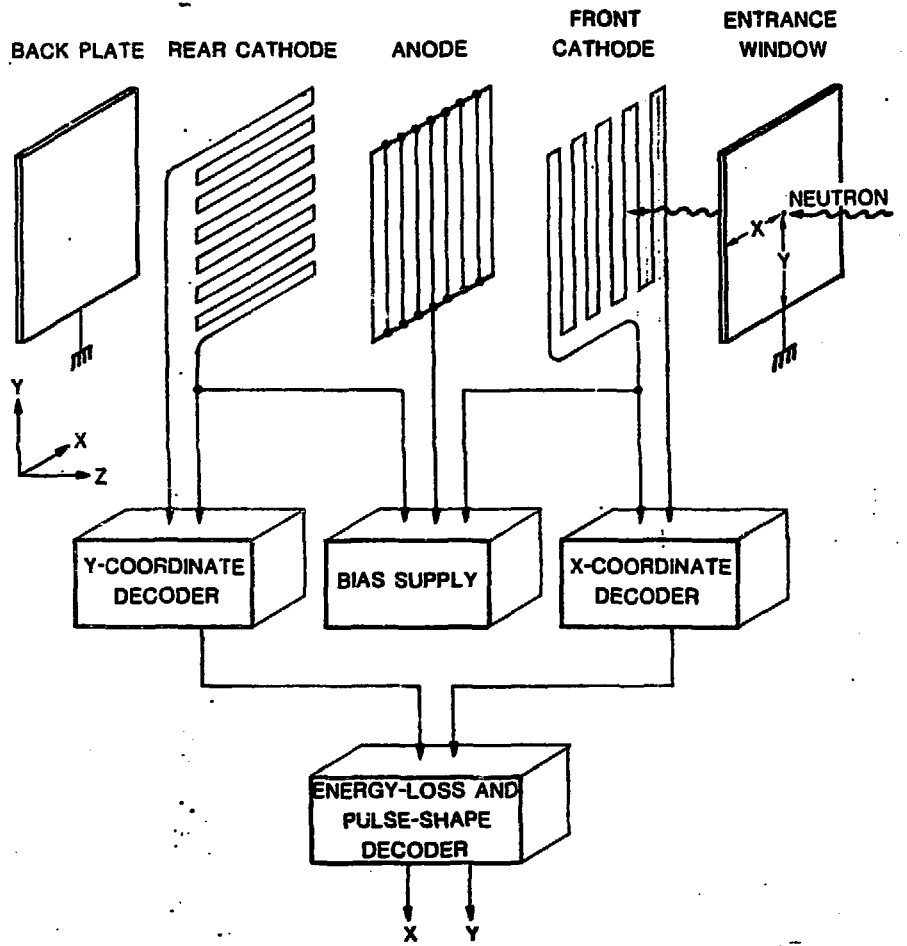 FRONT
CATHODE
ENTRANCE
WINDOW
BACK PLATE
REAR CATHODE
ANODE
NEUTRON
X
Y
Y
X
Z
Y-COORDINATE
DECODER
BIAS SUPPLY
X-COORDINATE
DECODER
ENERGY-LOSS AND
PULSE-SHAPE
DECODER
X
Y